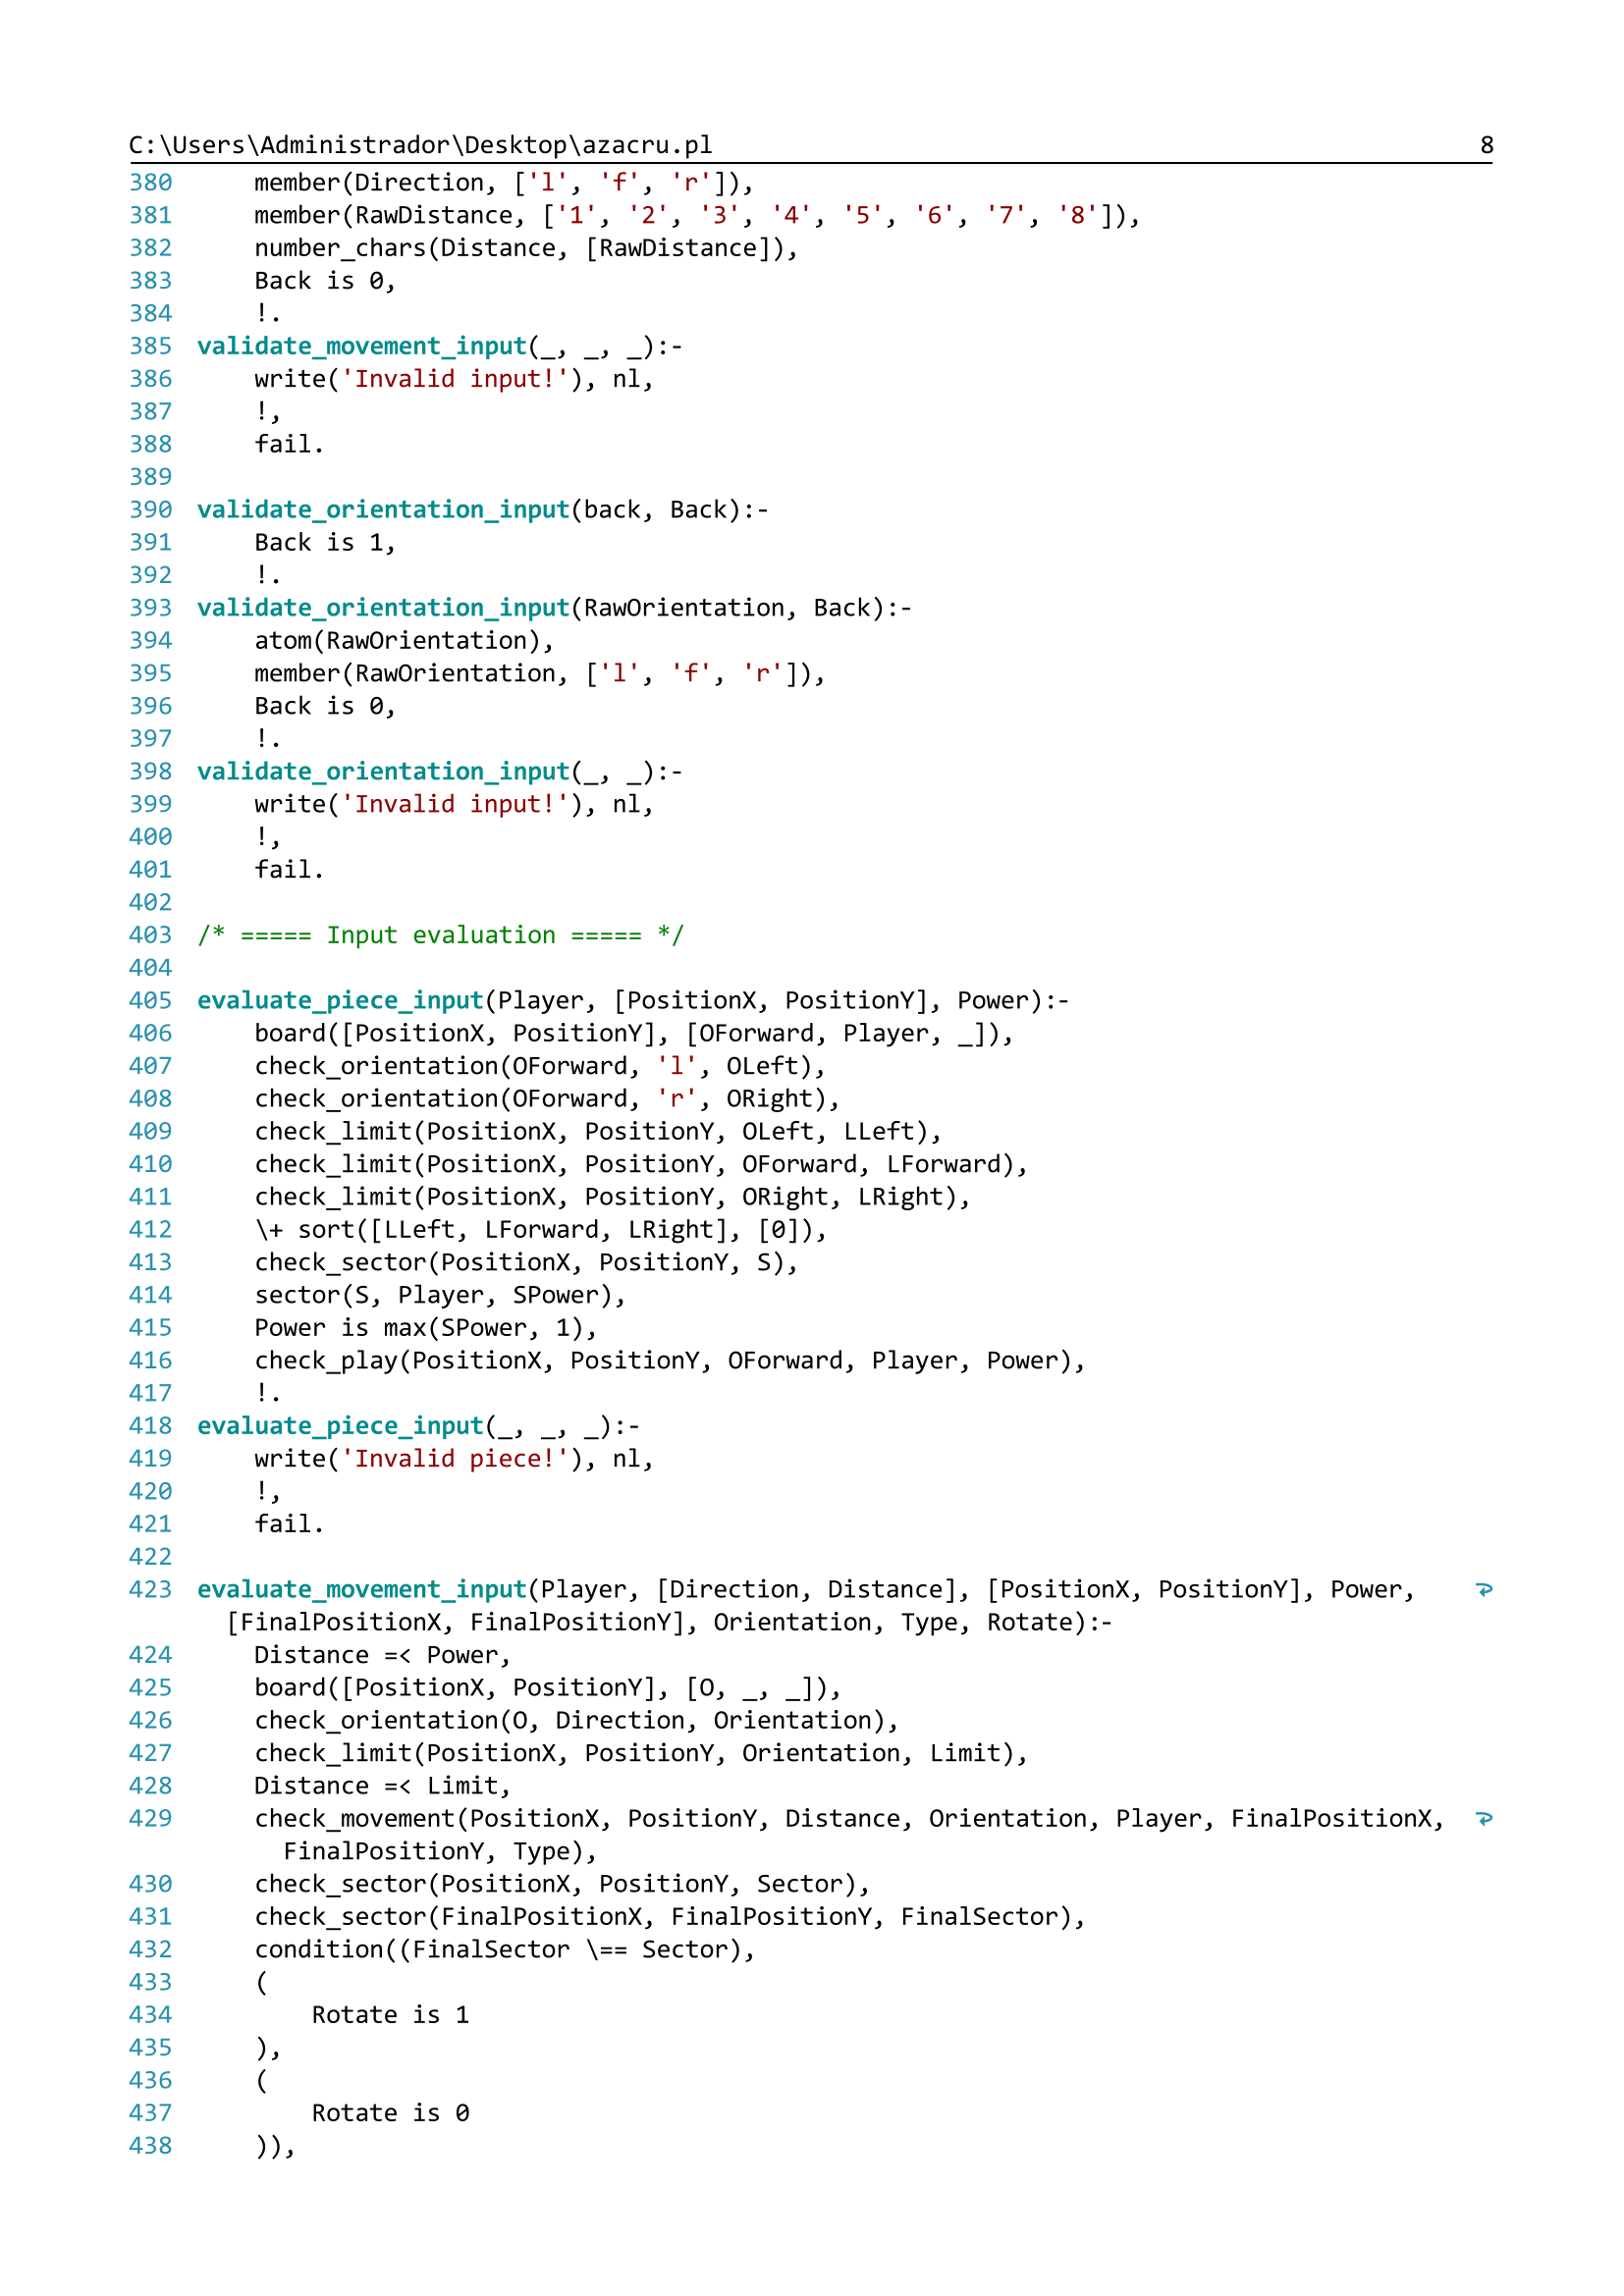 C:\Users\Administrador\Desktop\azacru.pl 8
380     member(Direction, ['l', 'f', 'r']),
381     member(RawDistance, ['1', '2', '3', '4', '5', '6', '7', '8']),
382     number_chars(Distance, [RawDistance]),
383     Back is 0,
384     !.
385 validate_movement_input(_, _, _):-
386     write('Invalid input!'), nl,
387     !,
388     fail.
389
390 validate_orientation_input(back, Back):-
391     Back is 1,
392     !.
393 validate_orientation_input(RawOrientation, Back):-
394     atom(RawOrientation),
395     member(RawOrientation, ['l', 'f', 'r']),
396     Back is 0,
397     !.
398 validate_orientation_input(_, _):-
399     write('Invalid input!'), nl,
400     !,
401     fail.
402
403 /* ===== Input evaluation ===== */
404
405 evaluate_piece_input(Player, [PositionX, PositionY], Power):-
406     board([PositionX, PositionY], [OForward, Player, _]),
407     check_orientation(OForward, 'l', OLeft),
408     check_orientation(OForward, 'r', ORight),
409     check_limit(PositionX, PositionY, OLeft, LLeft),
410     check_limit(PositionX, PositionY, OForward, LForward),
411     check_limit(PositionX, PositionY, ORight, LRight),
412     \+ sort([LLeft, LForward, LRight], [0]),
413     check_sector(PositionX, PositionY, S),
414     sector(S, Player, SPower),
415     Power is max(SPower, 1),
416     check_play(PositionX, PositionY, OForward, Player, Power),
417     !.
418 evaluate_piece_input(_, _, _):-
419     write('Invalid piece!'), nl,
420     !,
421     fail.
422
423 evaluate_movement_input(Player, [Direction, Distance], [PositionX, PositionY], Power,
      [FinalPositionX, FinalPositionY], Orientation, Type, Rotate):-
424     Distance =< Power,
425     board([PositionX, PositionY], [O, _, _]),
426     check_orientation(O, Direction, Orientation),
427     check_limit(PositionX, PositionY, Orientation, Limit),
428     Distance =< Limit,
429     check_movement(PositionX, PositionY, Distance, Orientation, Player, FinalPositionX,
          FinalPositionY, Type),
430     check_sector(PositionX, PositionY, Sector),
431     check_sector(FinalPositionX, FinalPositionY, FinalSector),
432     condition((FinalSector \== Sector),
433     (
434         Rotate is 1
435     ),
436     (
437         Rotate is 0
438     )),